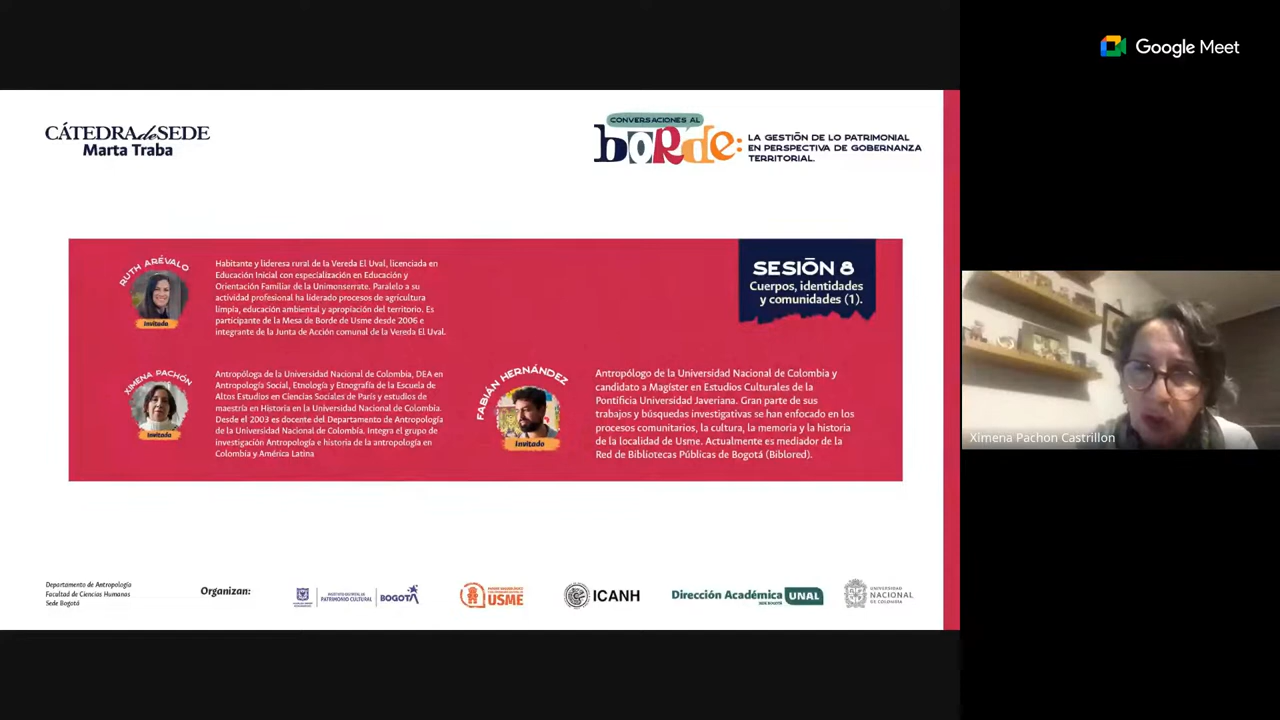 Google Meet
CÁTEDRAdeSEDE
Marta Traba
CONVERSACIONES AL
borde:
LA GESTIÓN DE LO PATRIMONIAL
EN PERSPECTIVA DE GOBERNANZA
TERRITORIAL.
SESIÓN 8
Cuerpos, identidades
y comunidades (1).
RUTH ARÉVALO
Invitada
Habitante y lideresa rural de la Vereda El Uval, licenciada en
Educación Inicial con especialización en Educación y
Orientación Familiar de la Unimonserrate. Paralelo a su
actividad profesional ha liderado procesos de agricultura
limpia, educación ambiental y apropiación del territorio. Es
participante de la Mesa de Borde de Usme desde 2006 e
integrante de la Junta de Acción comunal de la Vereda El Uval.
XIMENA PACHÓN
Invitada
Antropóloga de la Universidad Nacional de Colombia, DEA en
Antropología Social, Etnología y Etnografía de la Escuela de
Altos Estudios en Ciencias Sociales de París y estudios de
maestría en Historia en la Universidad Nacional de Colombia.
Desde el 2003 es docente del Departamento de Antropología
de la Universidad Nacional de Colombia. Integra el grupo de
investigación Antropología e historia de la antropología en
Colombia y América Latina
FABIÁN HERNÁNDEZ
Invitado
Antropólogo de la Universidad Nacional de Colombia y
candidato a Magíster en Estudios Culturales de la
Pontificia Universidad Javeriana. Gran parte de sus
trabajos y búsquedas investigativas se han enfocado en los
procesos comunitarios, la cultura, la memoria y la historia
de la localidad de Usme. Actualmente es mediador de la
Red de Bibliotecas Públicas de Bogotá (Biblored).
Ximena Pachon Castrillon
Departamento de Antropología
Facultad de Ciencias Humanas
Sede Bogotá
Organizan:
PATRIMONIO CULTURAL
BOGOTÁ
USME
ICANH
Dirección Académica
SEDE BOGOTÁ
UNAL
UNIVERSIDAD
NACIONAL
DE COLOMBIA